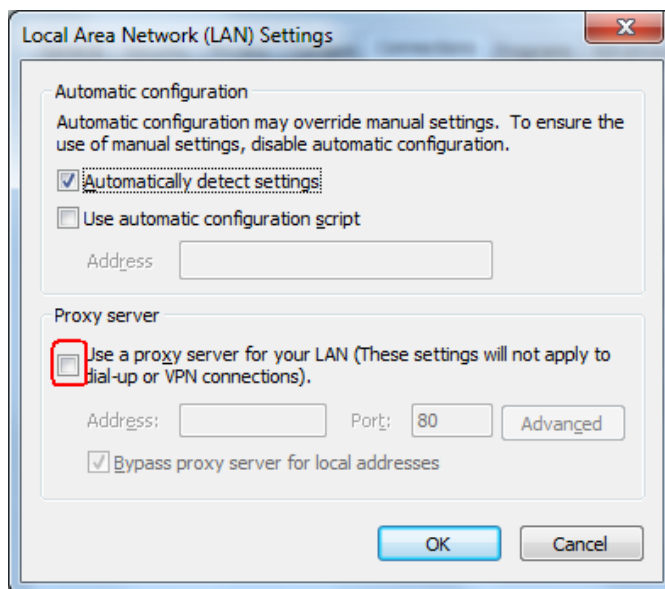 Local Area Network (LAN) Settings
Automatic configuration
Automatic configuration may override manual settings. To ensure the
use of manual settings, disable automatic configuration.
Automatically detect settings
Use automatic configuration script
Address
Proxy server
Use a proxy server for your LAN (These settings will not apply to
dial-up or VPN connections).
Address:
Port: 80
Advanced
Bypass proxy server for local addresses
OK
Cancel